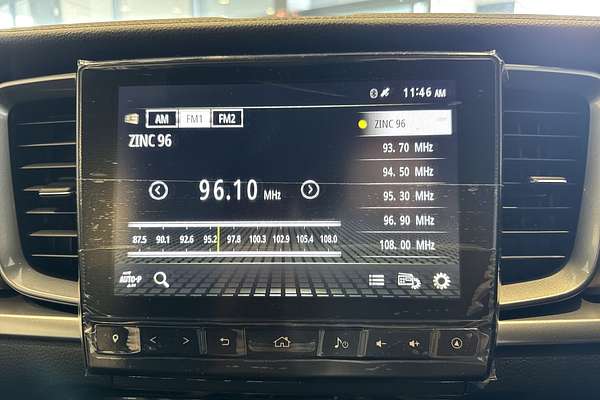 11:46 AM
AM FM1 FM2
ZINC 96
ZINC 96
93.70 MHz
96.10 MHz
94.50 MHz
95.30 MHz
96.90 MHz
108.00 MHz
87.5 90.1 92.6 95.2 97.8 100.3 102.9 105.4 108.0
AUTO-P